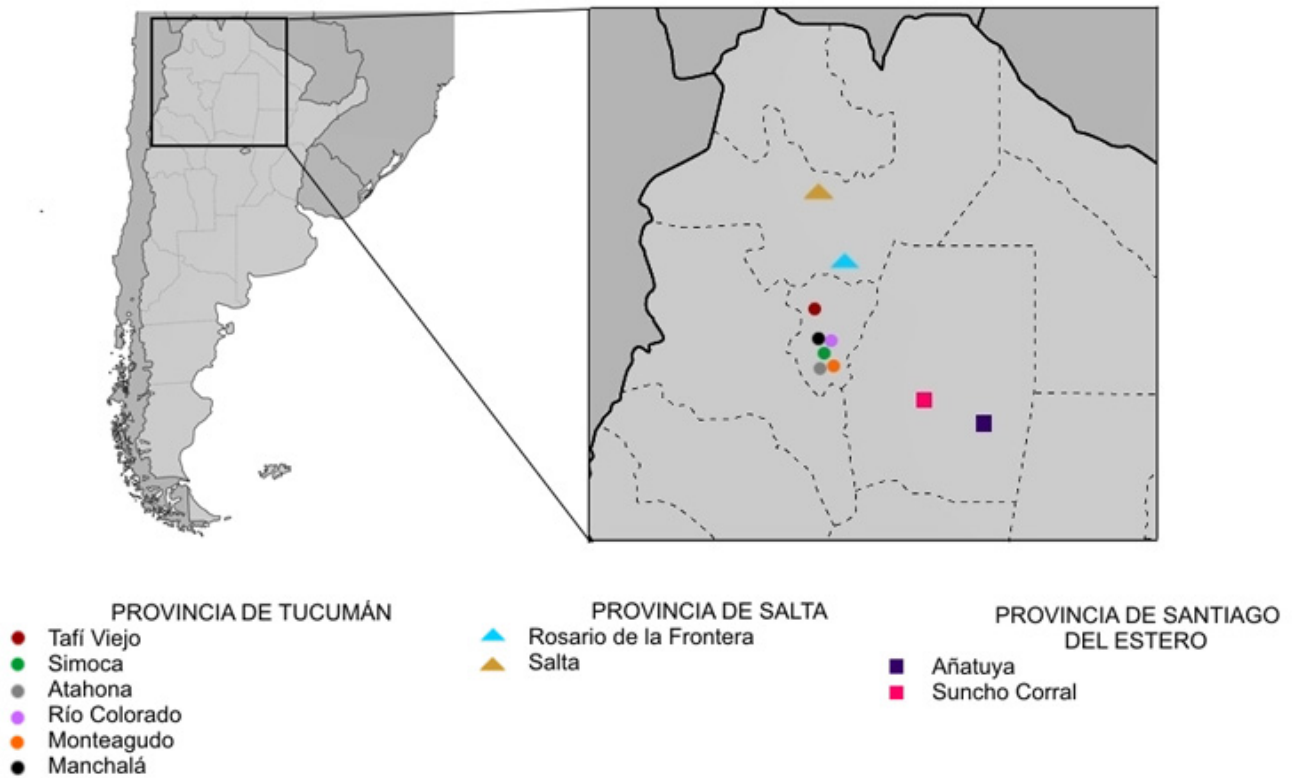 PROVINCIA DE TUCUMÁN
Tafí Viejo
Simoca
Atahona
Río Colorado
Monteagudo
Manchalá
PROVINCIA DE SALTA
Rosario de la Frontera
Salta
PROVINCIA DE SANTIAGO
DEL ESTERO
Añatuya
Suncho Corral